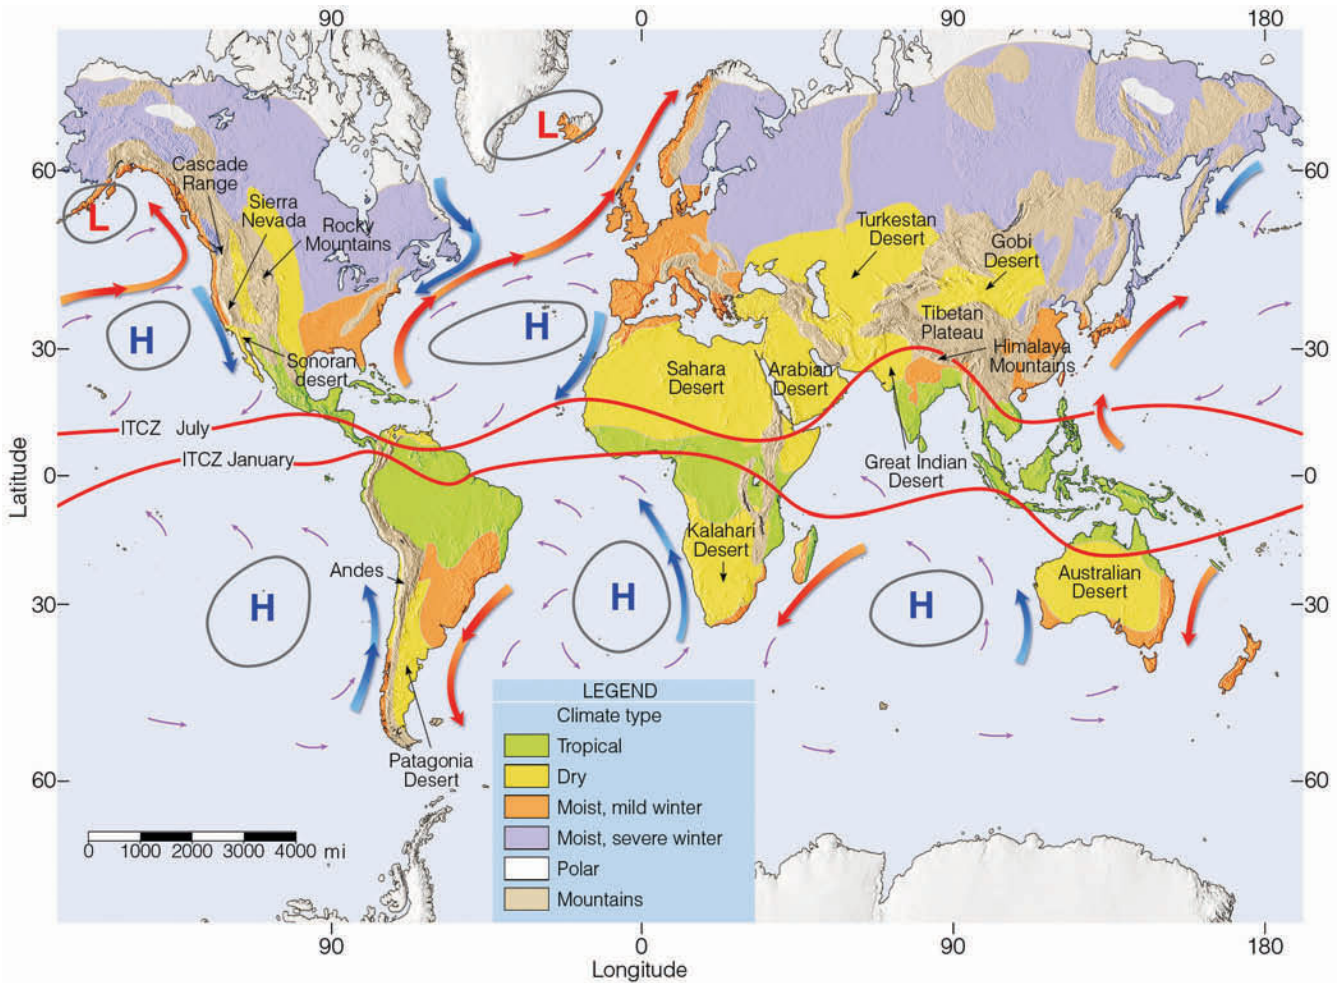 90
0
90
180
L
60
60
Cascade
Range
Sierra
Nevada
Rocky
Mountains
L
Turkestan
Desert
Gobi
Desert
H
H
Tibetan
Plateau
30
30
Sonoran
desert
Sahara
Desert
Arabian
Desert
Himalaya
Mountains
ITCZ July
ITCZ January
Great Indian
Desert
Latitude
0
0
Kalahari
Desert
Andes
Australian
Desert
H
H
H
30
30
LEGEND
Climate type
Tropical
Dry
Moist, mild winter
Moist, severe winter
Polar
Mountains
Patagonia
Desert
60
60
0 1000 2000 3000 4000 mi
90
0
90
180
Longitude